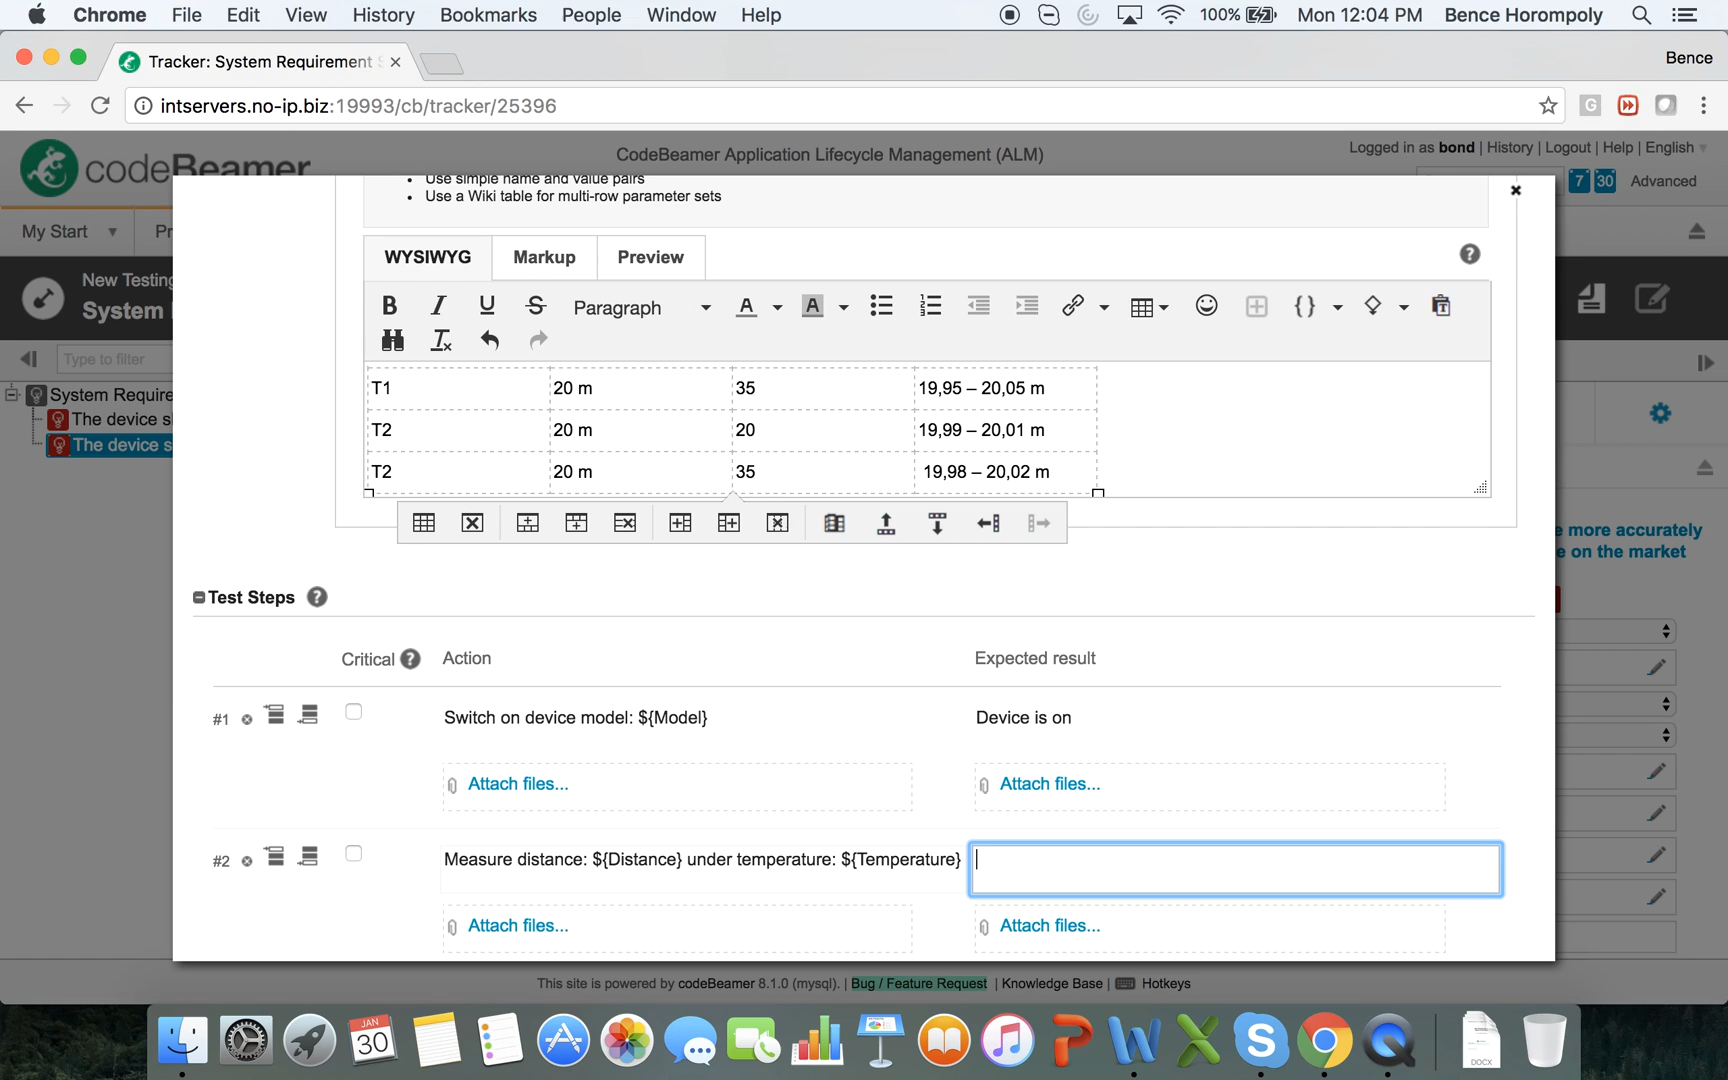 Chrome File Edit View History Bookmarks People Window Help 100% Mon 12:04 PM Bence Horompoly
Tracker: System Requirement S Bence
intservers.no-ip.biz:19993/cb/tracker/25396
codeBeamer CodeBeamer Application Lifecycle Management (ALM) Logged in as bond | History | Logout | Help | English
7 30 Advanced
Use simple name and value pairs
Use a Wiki table for multi-row parameter sets
My Start Pr
WYSIWYG Markup Preview
New Testing
System
B I U S Paragraph A A
Type to filter
System Require
The device s
The device s
T1 20 m 35 19,95 – 20,05 m
T2 20 m 20 19,99 – 20,01 m
T2 20 m 35 19,98 – 20,02 m
e more accurately
e on the market
Test Steps ?
Critical ? Action Expected result
#1 Switch on device model: ${Model} Device is on
Attach files... Attach files...
#2 Measure distance: ${Distance} under temperature: ${Temperature}
Attach files... Attach files...
This site is powered by codeBeamer 8.1.0 (mysql). | Bug / Feature Request | Knowledge Base | Hotkeys
JAN
30
DOCX